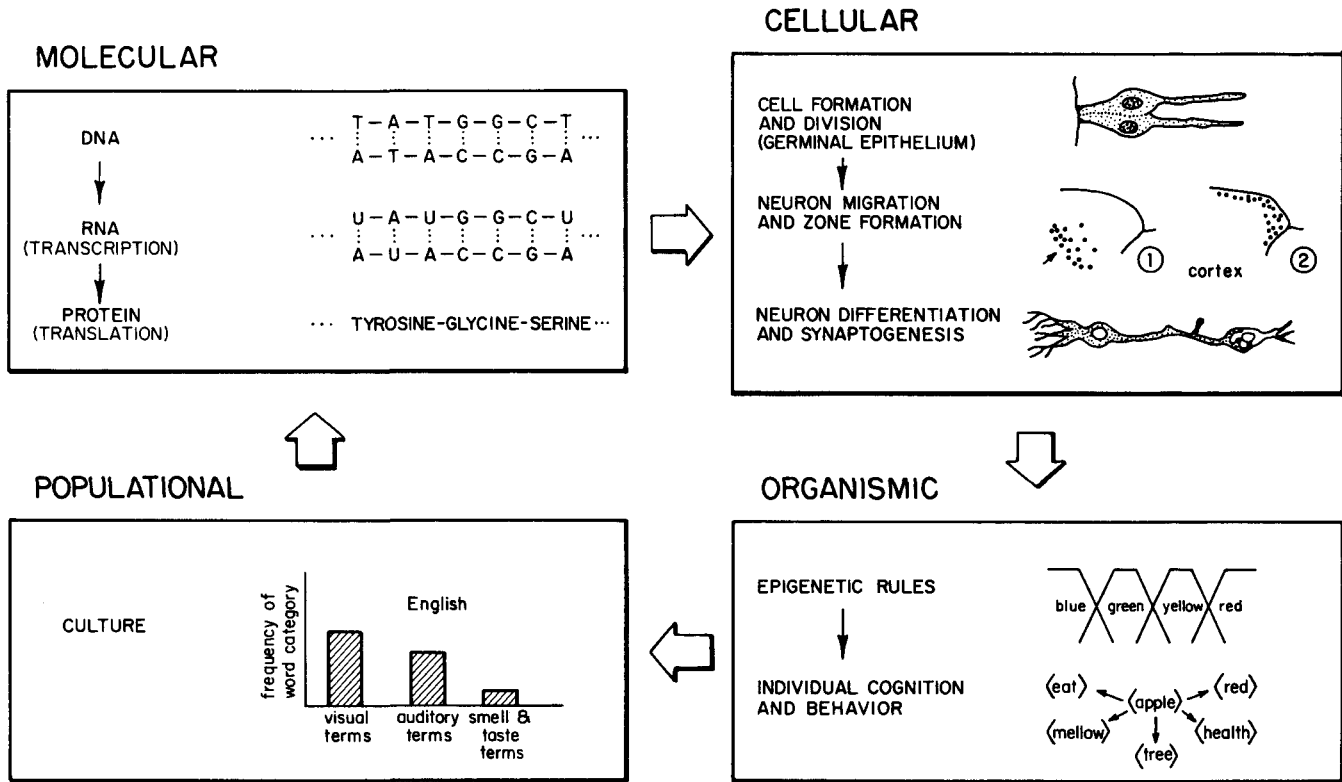 MOLECULAR
DNA
RNA
(TRANSCRIPTION)
PROTEIN
(TRANSLATION)
··· T-A-T-G-G-C-T ···
A-T-A-C-C-G-A
U-A-U-G-G-C-U
··· A-U-A-C-C-G-A ···
··· TYROSINE-GLYCINE-SERINE ···
CELLULAR
CELL FORMATION
AND DIVISION
(GERMINAL EPITHELIUM)
NEURON MIGRATION
AND ZONE FORMATION
1
cortex
2
NEURON DIFFERENTIATION
AND SYNAPTOGENESIS
POPULATIONAL
CULTURE
frequency of
word category
English
visual
terms
auditory
terms
smell &
taste
terms
ORGANISMIC
EPIGENETIC RULES
blue green yellow red
INDIVIDUAL COGNITION
AND BEHAVIOR
⟨eat⟩ ⟨red⟩
⟨apple⟩
⟨mellow⟩ ⟨health⟩
⟨tree⟩